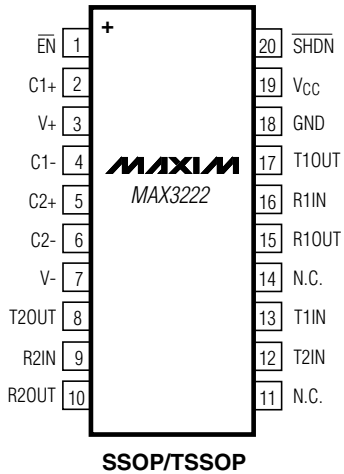 +
EN 1 20 SHDN
C1+ 2 19 VCC
V+ 3 18 GND
C1- 4 17 T1OUT
MAXIM
C2+ 5 16 R1IN
MAX3222
C2- 6 15 R1OUT
V- 7 14 N.C.
T2OUT 8 13 T1IN
R2IN 9 12 T2IN
R2OUT 10 11 N.C.
SSOP/TSSOP